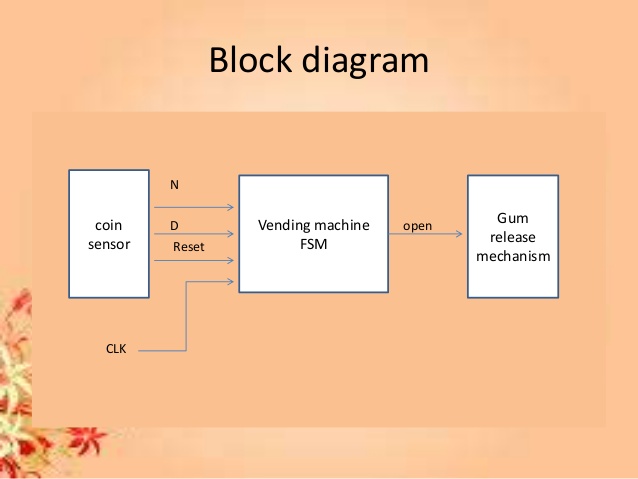 Block diagram
N
coin
sensor
D
Reset
Vending machine
FSM
open
Gum
release
mechanism
CLK